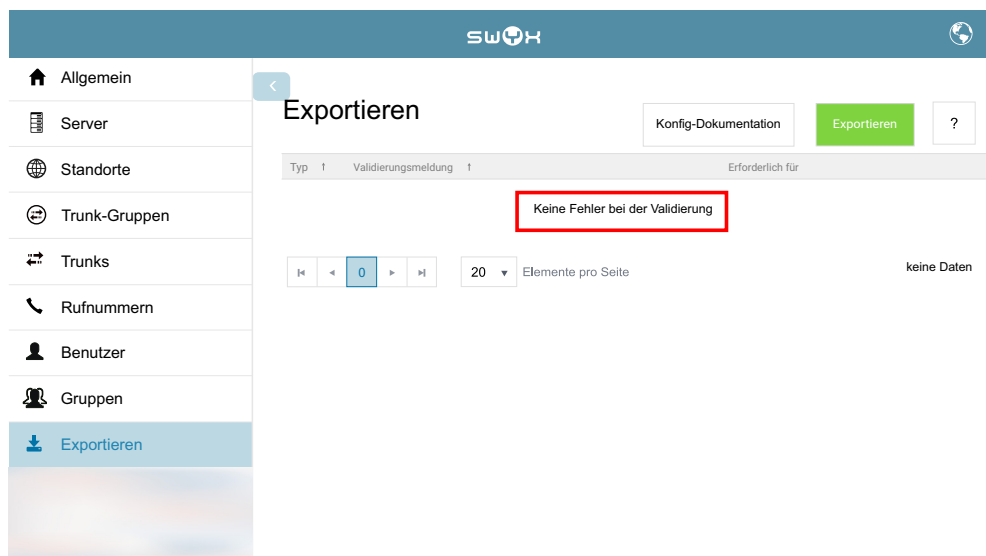 swyx
Allgemein
Server
Standorte
Trunk-Gruppen
Trunks
Rufnummern
Benutzer
Gruppen
Exportieren
Exportieren
Konfig-Dokumentation
Exportieren
?
Typ ↑ Validierungsmeldung ↑ Erforderlich für
Keine Fehler bei der Validierung
0
20 Elemente pro Seite
keine Daten